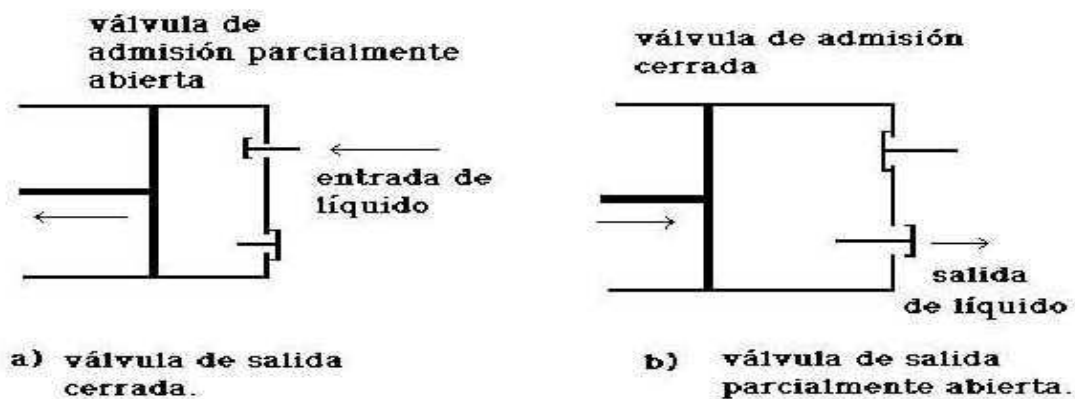 válvula de
admisión parcialmente
abierta
entrada de
líquido
a) válvula de salida
cerrada.
válvula de admisión
cerrada
salida
de líquido
b) válvula de salida
parcialmente abierta.